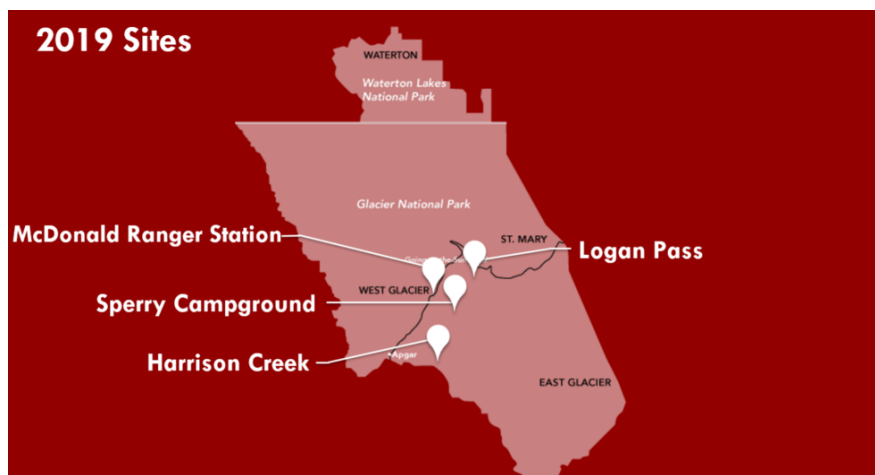 2019 Sites
WATERTON
Waterton Lakes
National Park
Glacier National Park
McDonald Ranger Station
ST. MARY
Logan Pass
WEST GLACIER
Sperry Campground
Harrison Creek
Apgar
EAST GLACIER